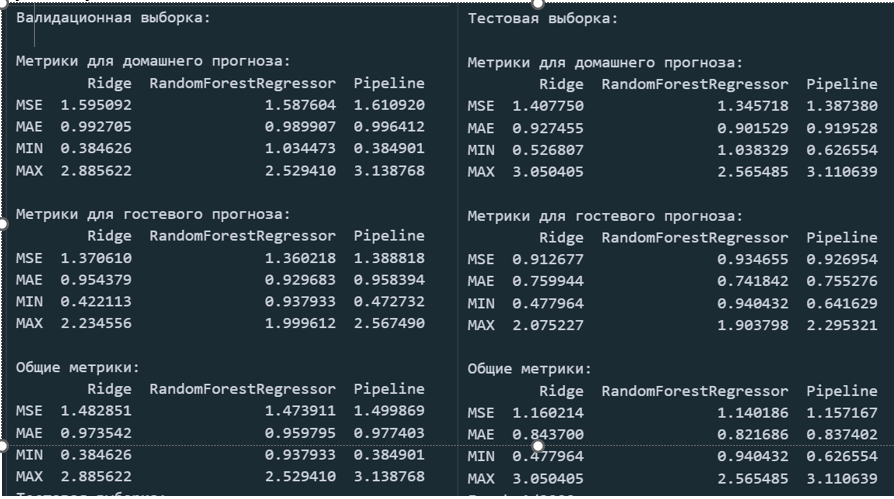 Валидационная выборка:
Метрики для домашнего прогноза:
Ridge RandomForestRegressor Pipeline
MSE 1.595092 1.587604 1.610920
MAE 0.992705 0.989907 0.996412
MIN 0.384626 1.034473 0.384901
MAX 2.885622 2.529410 3.138768
Метрики для гостевого прогноза:
Ridge RandomForestRegressor Pipeline
MSE 1.370610 1.360218 1.388818
MAE 0.954379 0.929683 0.958394
MIN 0.422113 0.937933 0.472732
MAX 2.234556 1.999612 2.567490
Общие метрики:
Ridge RandomForestRegressor Pipeline
MSE 1.482851 1.473911 1.499869
MAE 0.973542 0.959795 0.977403
MIN 0.384626 0.937933 0.384901
MAX 2.885622 2.529410 3.138768
Тестовая выборка:
Метрики для домашнего прогноза:
Ridge RandomForestRegressor Pipeline
MSE 1.407750 1.345718 1.387380
MAE 0.927455 0.901529 0.919528
MIN 0.526807 1.038329 0.626554
MAX 3.050405 2.565485 3.110639
Метрики для гостевого прогноза:
Ridge RandomForestRegressor Pipeline
MSE 0.912677 0.934655 0.926954
MAE 0.759944 0.741842 0.755276
MIN 0.477964 0.940432 0.641629
MAX 2.075227 1.903798 2.295321
Общие метрики:
Ridge RandomForestRegressor Pipeline
MSE 1.160214 1.140186 1.157167
MAE 0.843700 0.821686 0.837402
MIN 0.477964 0.940432 0.626554
MAX 3.050405 2.565485 3.110639